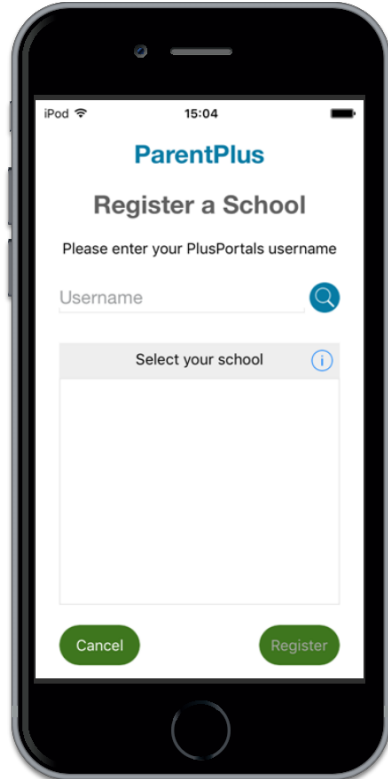 iPod 15:04
ParentPlus
Register a School
Please enter your PlusPortals username
Username
Select your school i
Cancel Register